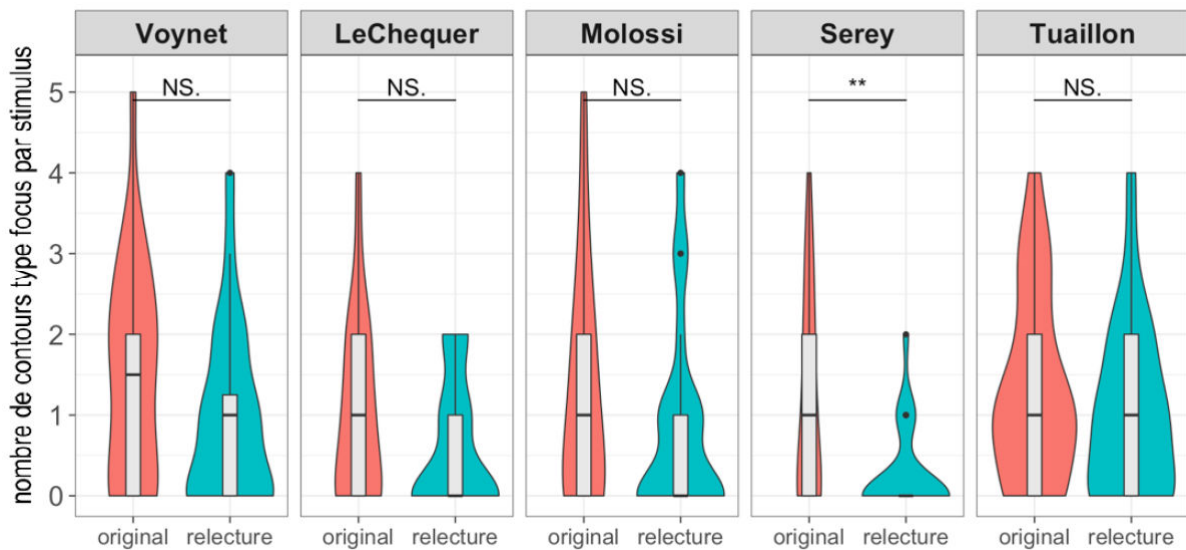 Voynet LeChequer Molossi Serey Tuaillon
NS. NS. NS. ** NS.
nombre de contours type focus par stimulus
5
4
3
2
1
0
original relecture original relecture original relecture original relecture original relecture